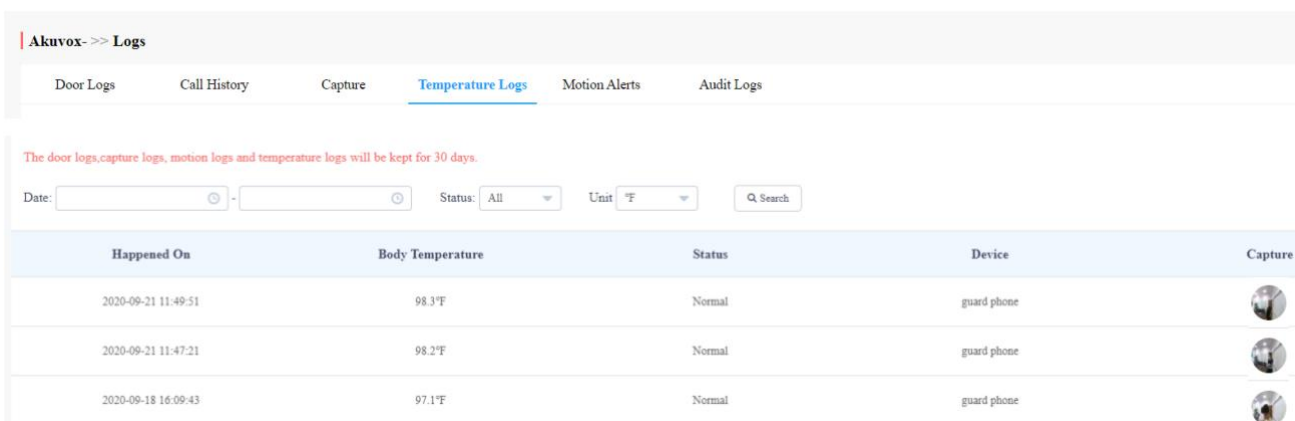 Akuvox- >> Logs
Door Logs Call History Capture Temperature Logs Motion Alerts Audit Logs
The door logs,capture logs, motion logs and temperature logs will be kept for 30 days.
Date: - Status: All Unit °F Search
Happened On Body Temperature Status Device Capture
2020-09-21 11:49:51 98.3°F Normal guard phone
2020-09-21 11:47:21 98.2°F Normal guard phone
2020-09-18 16:09:43 97.1°F Normal guard phone